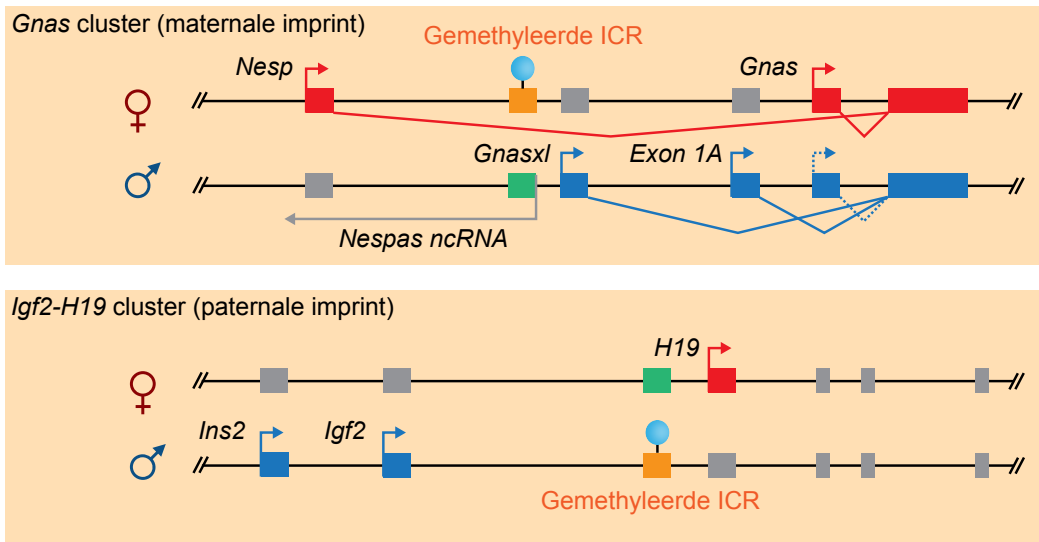 Gnas cluster (maternale imprint)
Gemethyleerde ICR
Nesp
Gnas
Gnasxl
Exon 1A
Nespas ncRNA
Igf2-H19 cluster (paternale imprint)
H19
Ins2
Igf2
Gemethyleerde ICR